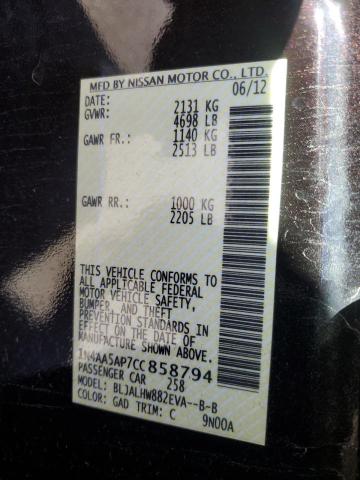 MFD BY NISSAN MOTOR CO., LTD.
DATE: 06/12
GVWR: 2131 KG
4698 LB
GAWR FR.: 1140 KG
2513 LB
GAWR RR.: 1000 KG
2205 LB
THIS VEHICLE CONFORMS TO
ALL APPLICABLE FEDERAL
MOTOR VEHICLE SAFETY,
BUMPER, AND THEFT
PREVENTION STANDARDS IN
EFFECT ON THE DATE OF
MANUFACTURE SHOWN ABOVE.
1N4AA5AP7CC858794
PASSENGER CAR 258
MODEL: BLJALHW882EVA--B-B
COLOR: GAD TRIM: C 9N00A